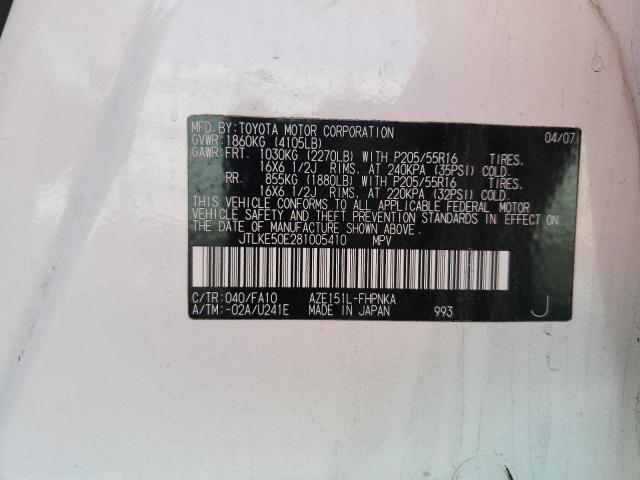 MFD. BY: TOYOTA MOTOR CORPORATION 04/07
GVWR: 1860KG (4105LB)
GAWR: FRT. 1030KG (2270LB) WITH P205/55R16 TIRES.
16X6 1/2J RIMS, AT 240KPA (35PSI) COLD.
RR. 855KG (1880LB) WITH P205/55R16 TIRES.
16X6 1/2J RIMS, AT 220KPA (32PSI) COLD.
THIS VEHICLE CONFORMS TO ALL APPLICABLE FEDERAL MOTOR
VEHICLE SAFETY AND THEFT PREVENTION STANDARDS IN EFFECT ON
THE DATE OF MANUFACTURE SHOWN ABOVE.
JTLKE50E281005410 MPV
C/TR: 040/FA10 AZE151L-FHPNKA
A/TM: -02A/U241E MADE IN JAPAN 993 J